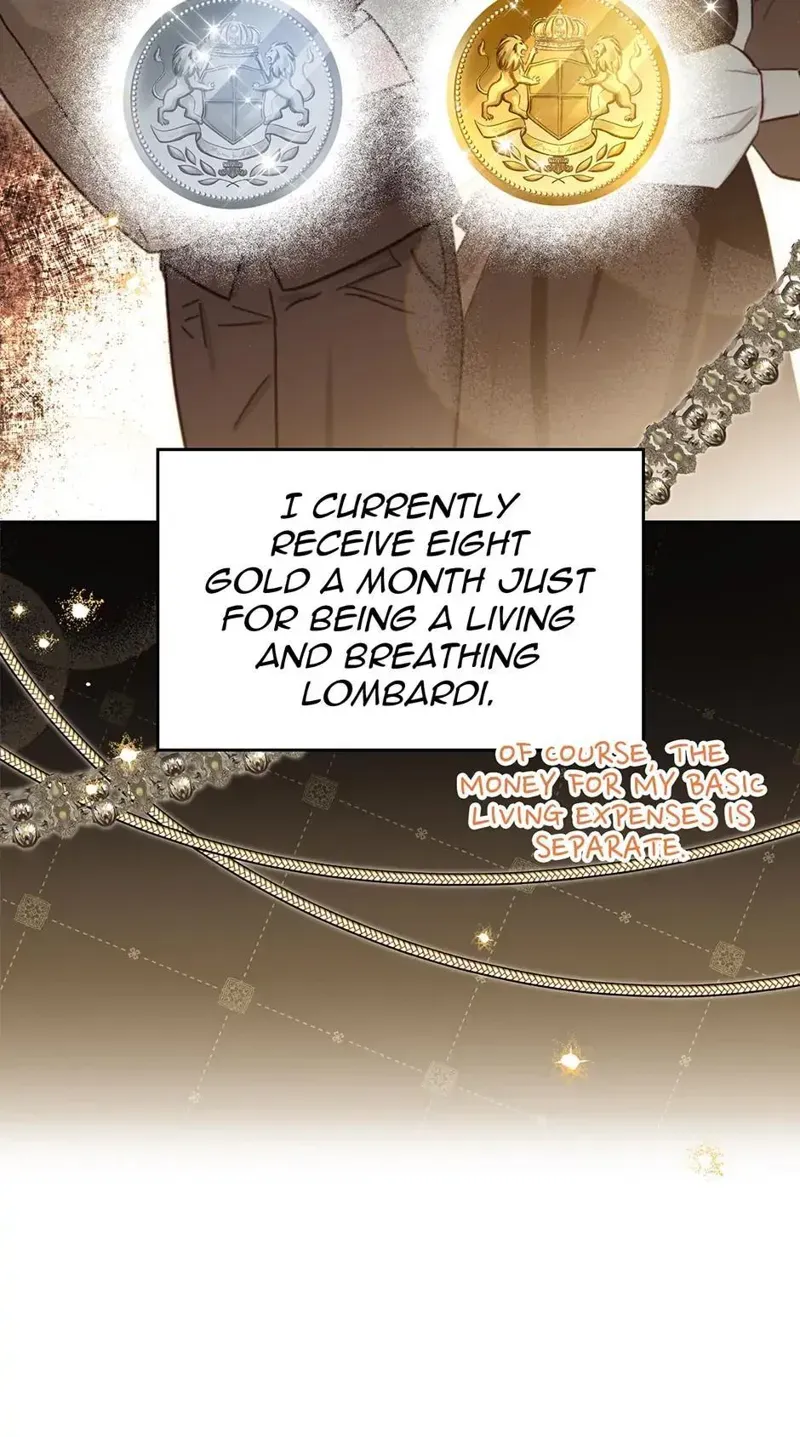 I CURRENTLY
RECEIVE EIGHT
GOLD A MONTH JUST
FOR BEING A LIVING
AND BREATHING
LOMBARDI.
OF COURSE, THE
MONEY FOR MY BASIC
LIVING EXPENSES IS
SEPARATE.